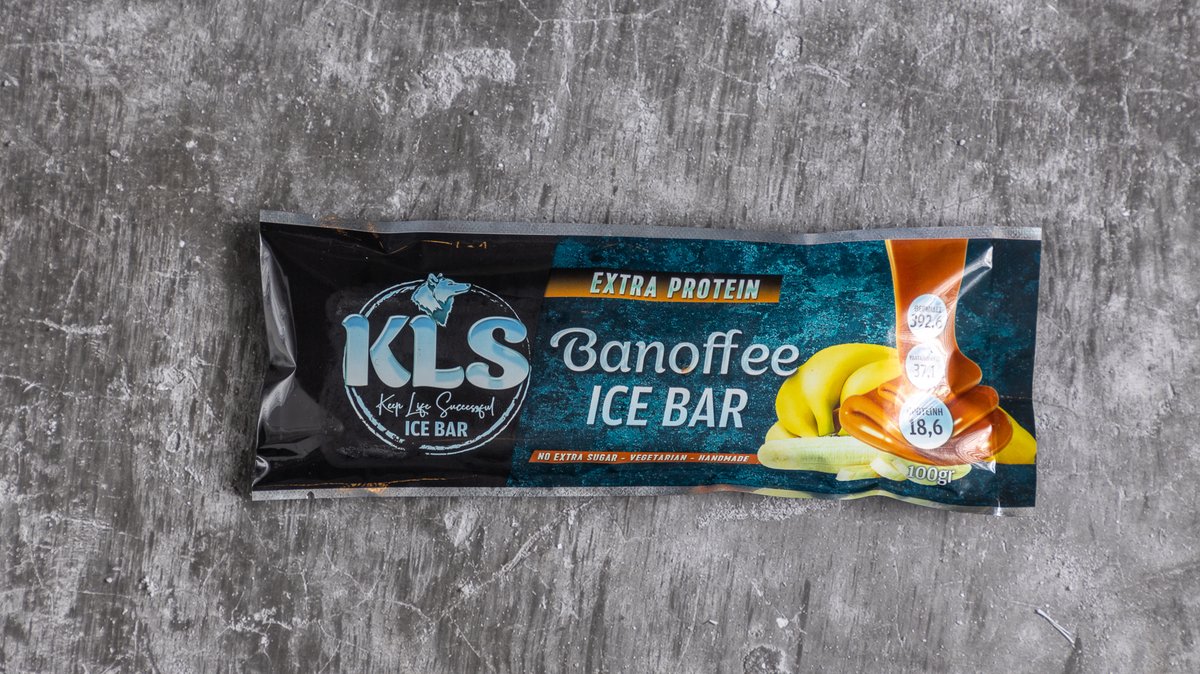 KLS
Keep Life Successful
ICE BAR
EXTRA PROTEIN
Banoffee
ICE BAR
NO EXTRA SUGAR - VEGETARIAN - HANDMADE
392,6
37,1
18,6
100gr